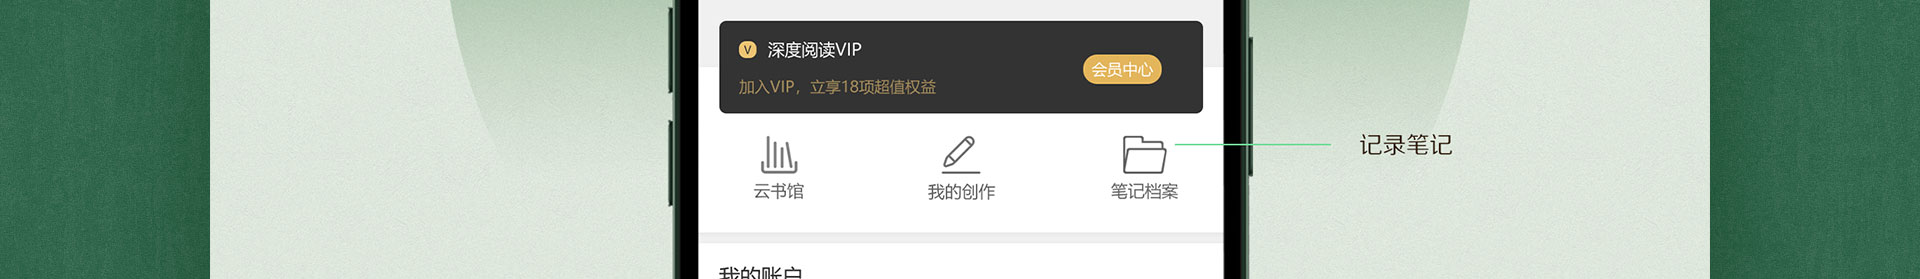 V 深度阅读VIP
加入VIP，立享18项超值权益
会员中心
云书馆
我的创作
笔记档案
记录笔记
我的账户